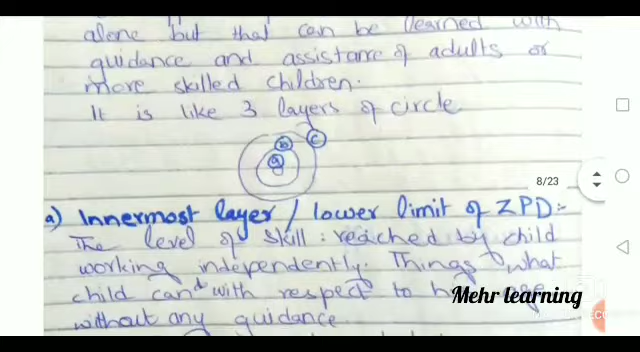 alone but that can be learned with
guidance and assistance of adults or
more skilled children.
It is like 3 layers of circle
a
b
c
8/23
a) Innermost layer / lower limit of ZPD:-
The level of skill reached by child
working independently. Things what
child can with respect to
Mehr learning
without any guidance